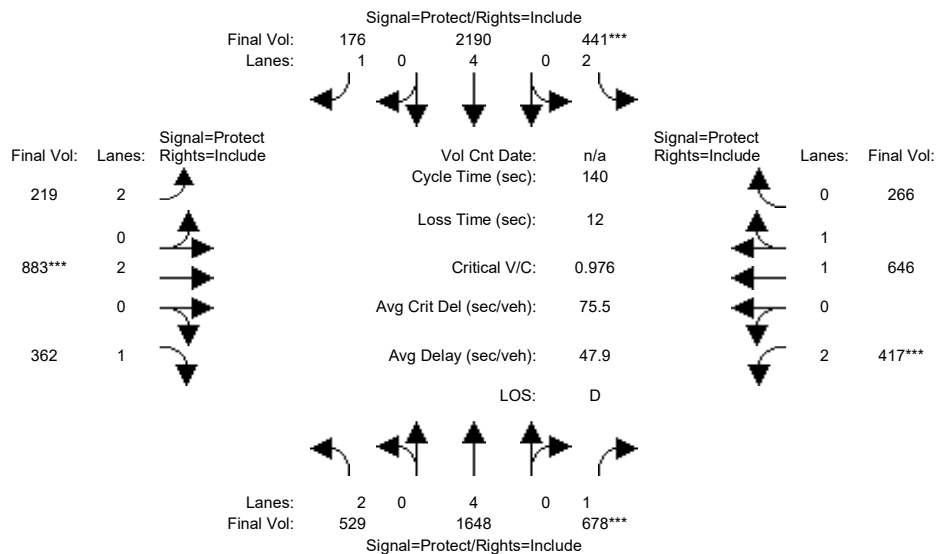 Signal=Protect/Rights=Include
Final Vol: 176 2190 441***
Lanes: 1 0 4 0 2
Signal=Protect
Final Vol: Lanes: Rights=Include
Vol Cnt Date: n/a
Signal=Protect
Rights=Include Lanes: Final Vol:
Cycle Time (sec): 140
219 2
0 266
Loss Time (sec): 12
0
1
883*** 2
Critical V/C: 0.976
1 646
0
Avg Crit Del (sec/veh): 75.5
0
362 1
Avg Delay (sec/veh): 47.9
2 417***
LOS: D
Lanes: 2 0 4 0 1
Final Vol: 529 1648 678***
Signal=Protect/Rights=Include